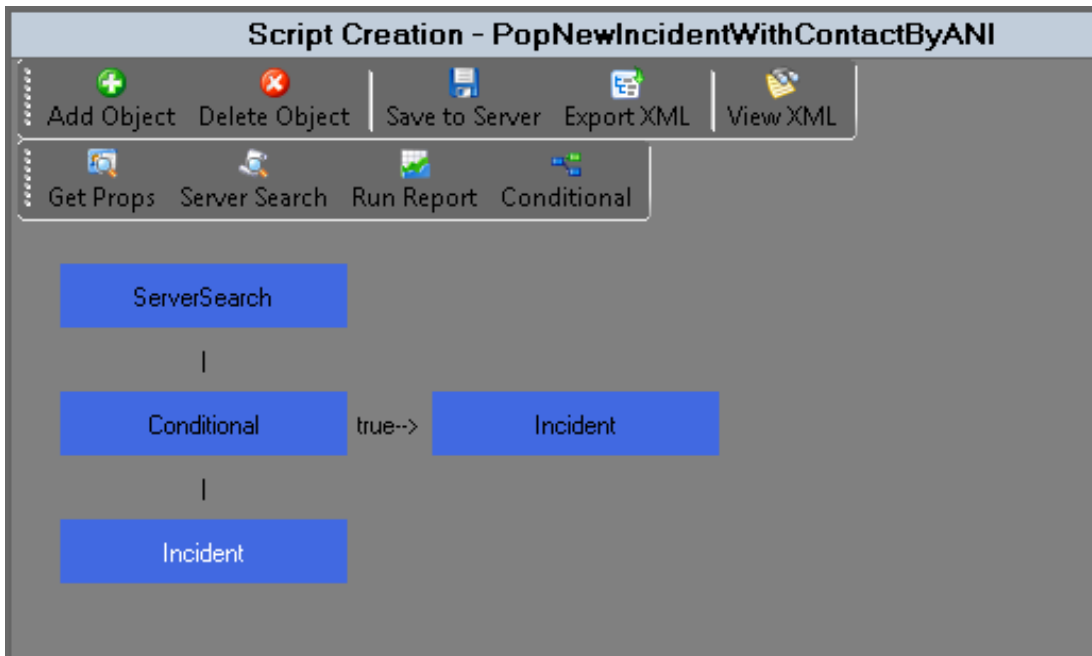 Script Creation - PopNewIncidentWithContactByANI
Add Object Delete Object Save to Server Export XML View XML
Get Props Server Search Run Report Conditional
ServerSearch
|
Conditional true--> Incident
|
Incident